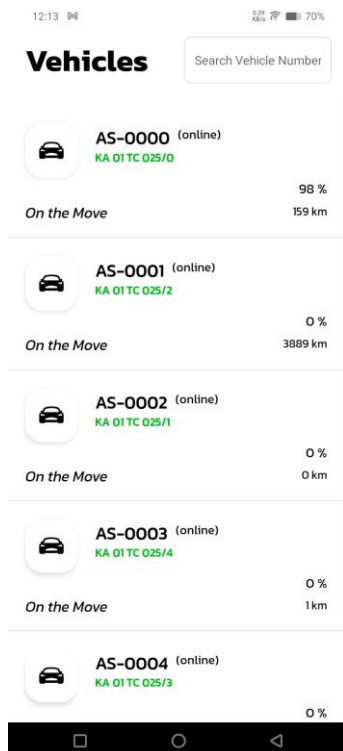 12:13
0.29 KB/s 70%
Vehicles
Search Vehicle Number
AS-0000 (online)
KA 01 TC 025/0
98 %
On the Move
159 km
AS-0001 (online)
KA 01 TC 025/2
0 %
On the Move
3889 km
AS-0002 (online)
KA 01 TC 025/1
0 %
On the Move
0 km
AS-0003 (online)
KA 01 TC 025/4
0 %
On the Move
1 km
AS-0004 (online)
KA 01 TC 025/3
0 %